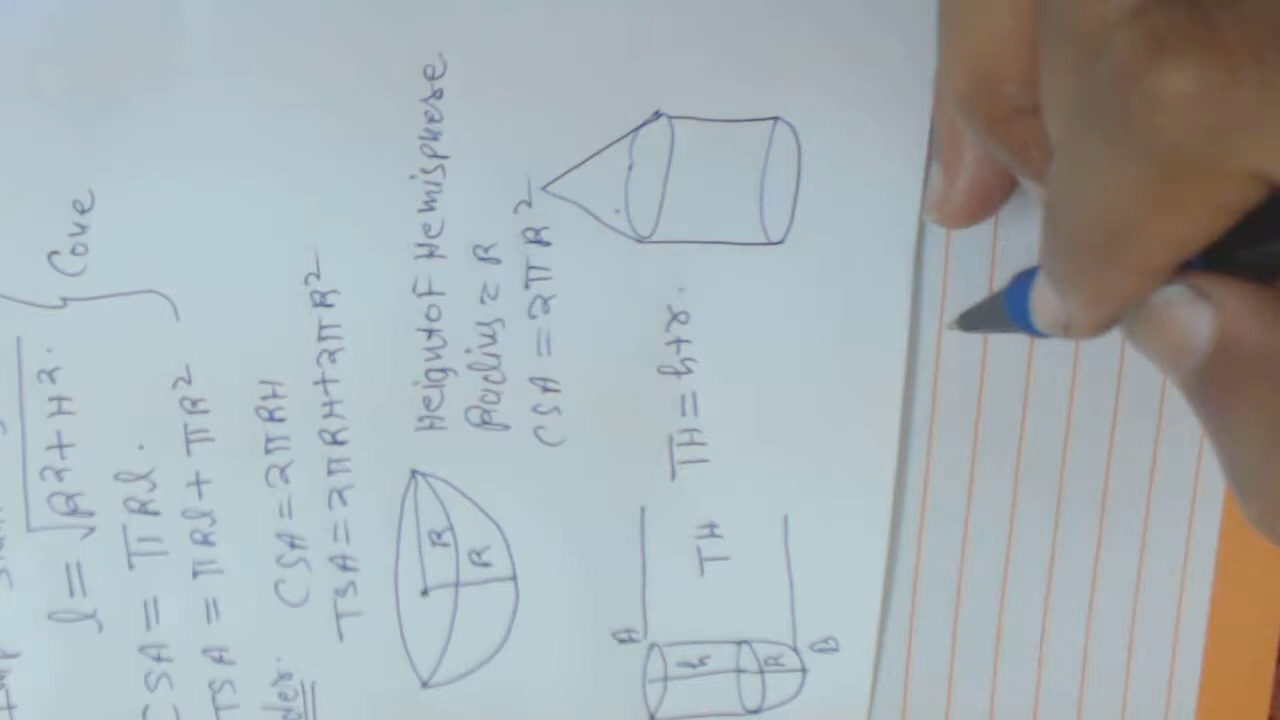 l = √R²+H².
Cone
CSA = πRl.
TSA = πRl + πR²
CSA = 2πRH
TSA = 2πRH+2πR²
Height of Hemisphere
Radius = R
CSA = 2πR²
R
R
A
TH
TH = h+r.
h
R
B